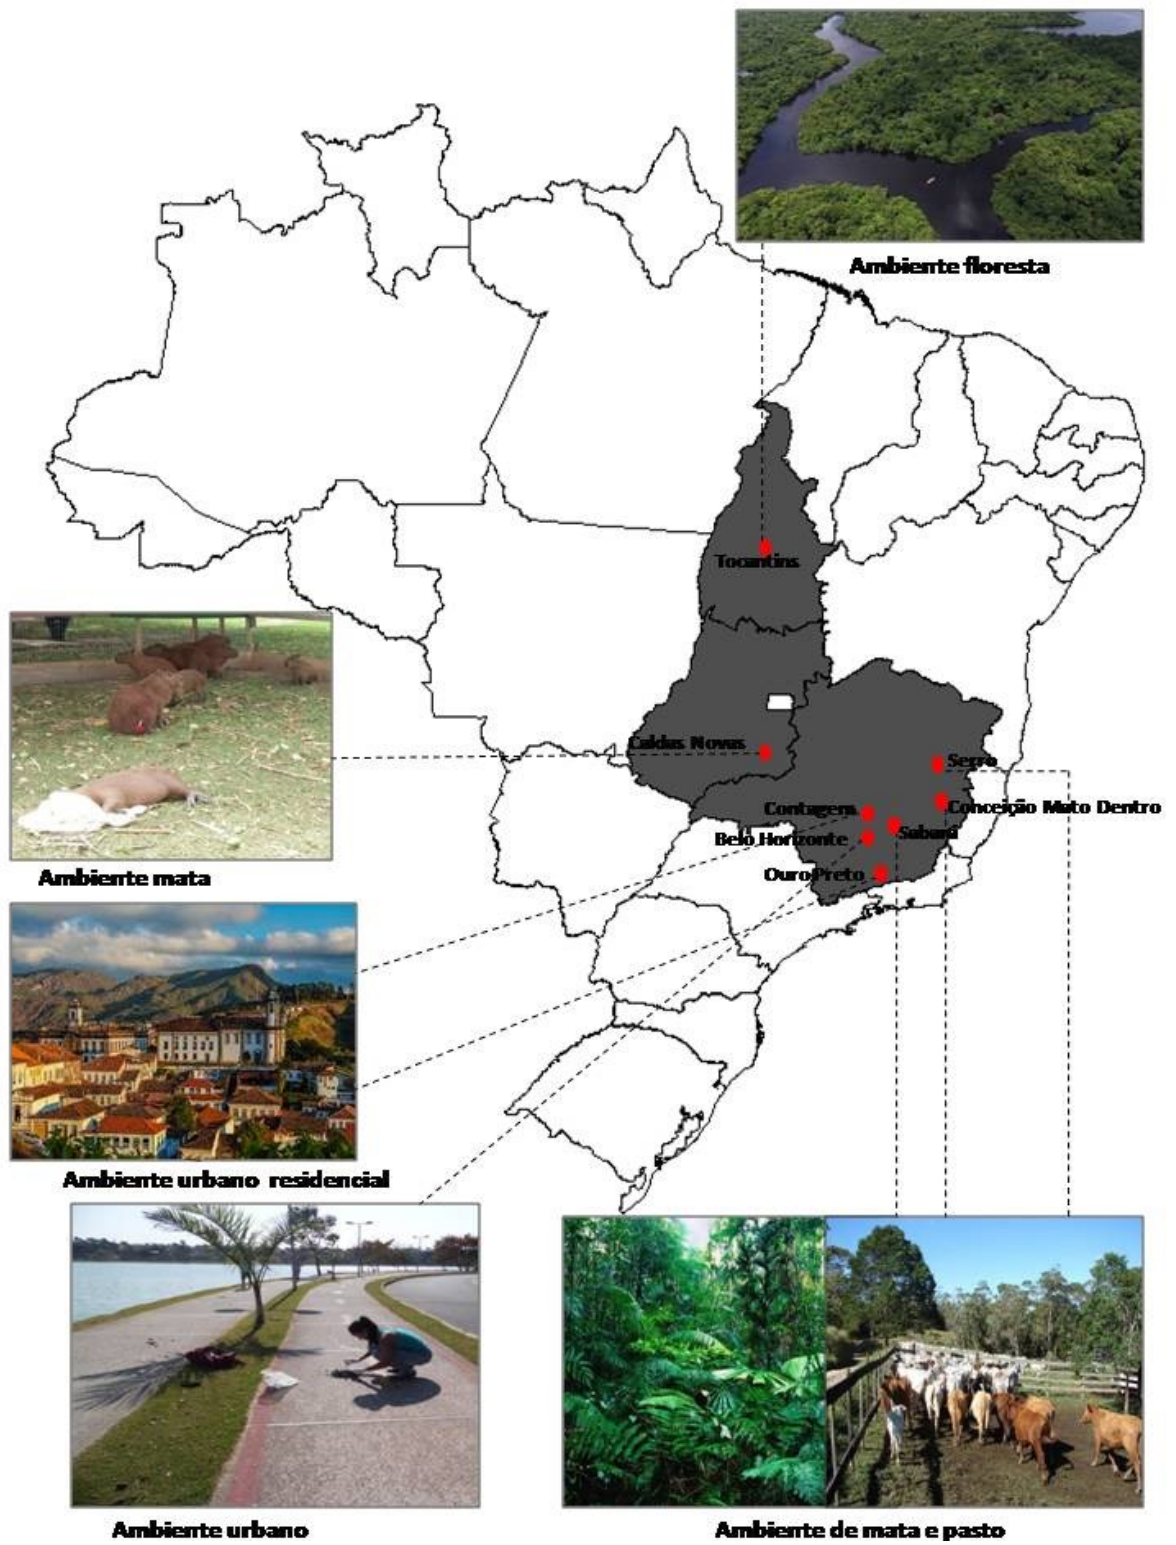 Ambiente floresta
Tocantins
Caldas Novas
Serro
Contagem
Conceição Mato Dentro
Sabará
Belo Horizonte
Ouro Preto
Ambiente mata
Ambiente urbano residencial
Ambiente urbano
Ambiente de mata e pasto